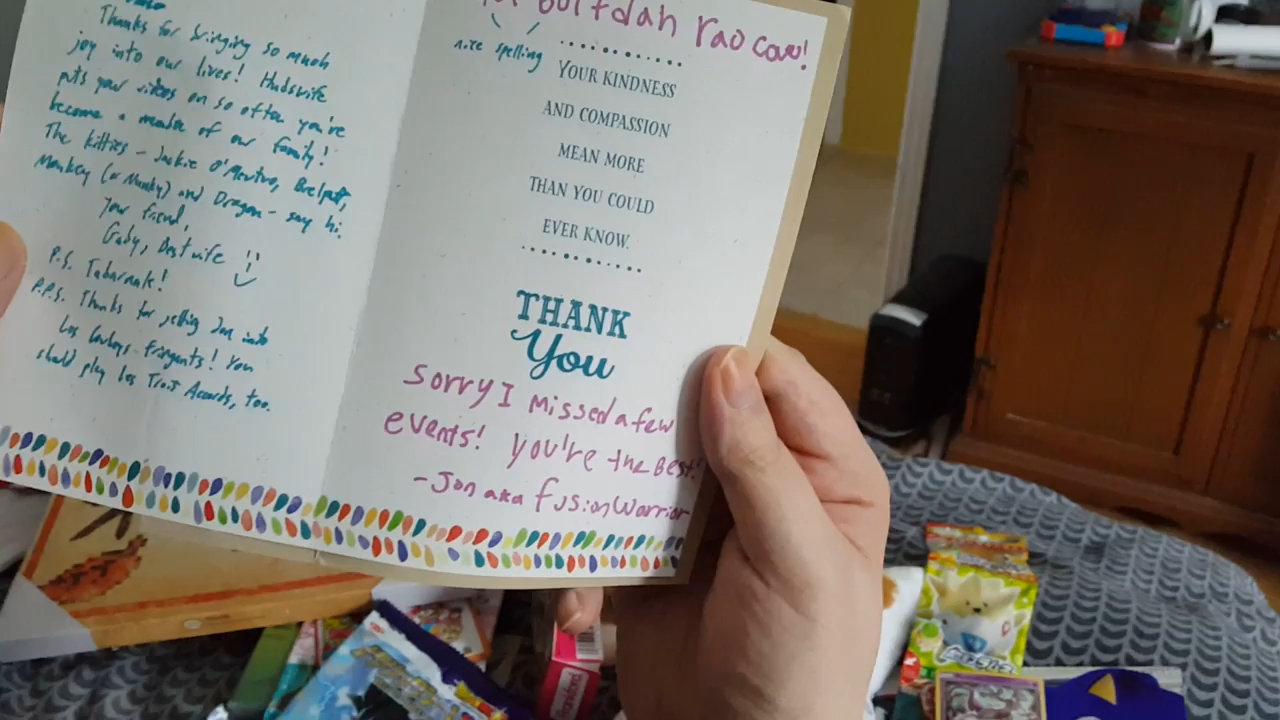 Thanks for bringing so much
joy into our lives! Hudswife
puts your videos on so often you've
become a member of our family!
The kitties - Jackie O'Meutro,
Monkey (or Munky) and Dragon - say hi.
Your friend,
Gaby, Bestwife
P.S. Tabarnak!
P.P.S. Thanks for getting Jon into
Les Cowboys Fringants! You
should play Les Trois Accords, too.
rao cow!
nice spelling
YOUR KINDNESS
AND COMPASSION
MEAN MORE
THAN YOU COULD
EVER KNOW.
THANK
You
Sorry I missed a few
events! you're the Best!
- Jon aka fusionWarrior